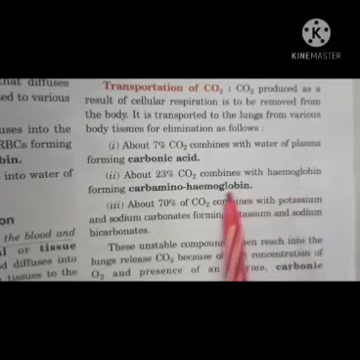 KINEMASTER
that diffuses
ed to various
uses into the
RBCs forming
bin.
into water of
on
the blood and
al or tissue
d diffuses into
tissues to the
Transportation of CO₂ : CO₂ produced as a
result of cellular respiration is to be removed from
the body. It is transported to the lungs from various
body tissues for elimination as follows :
(i) About 7% CO₂ combines with water of plasma
forming carbonic acid.
(ii) About 23% CO₂ combines with haemoglobin
forming carbamino-haemoglobin.
(iii) About 70% of CO₂ combines with potassium
and sodium carbonates forming potassium and sodium
bicarbonates.
These unstable when reach into the
lungs release CO₂ because of concentration of
O₂ and presence of an carbonic